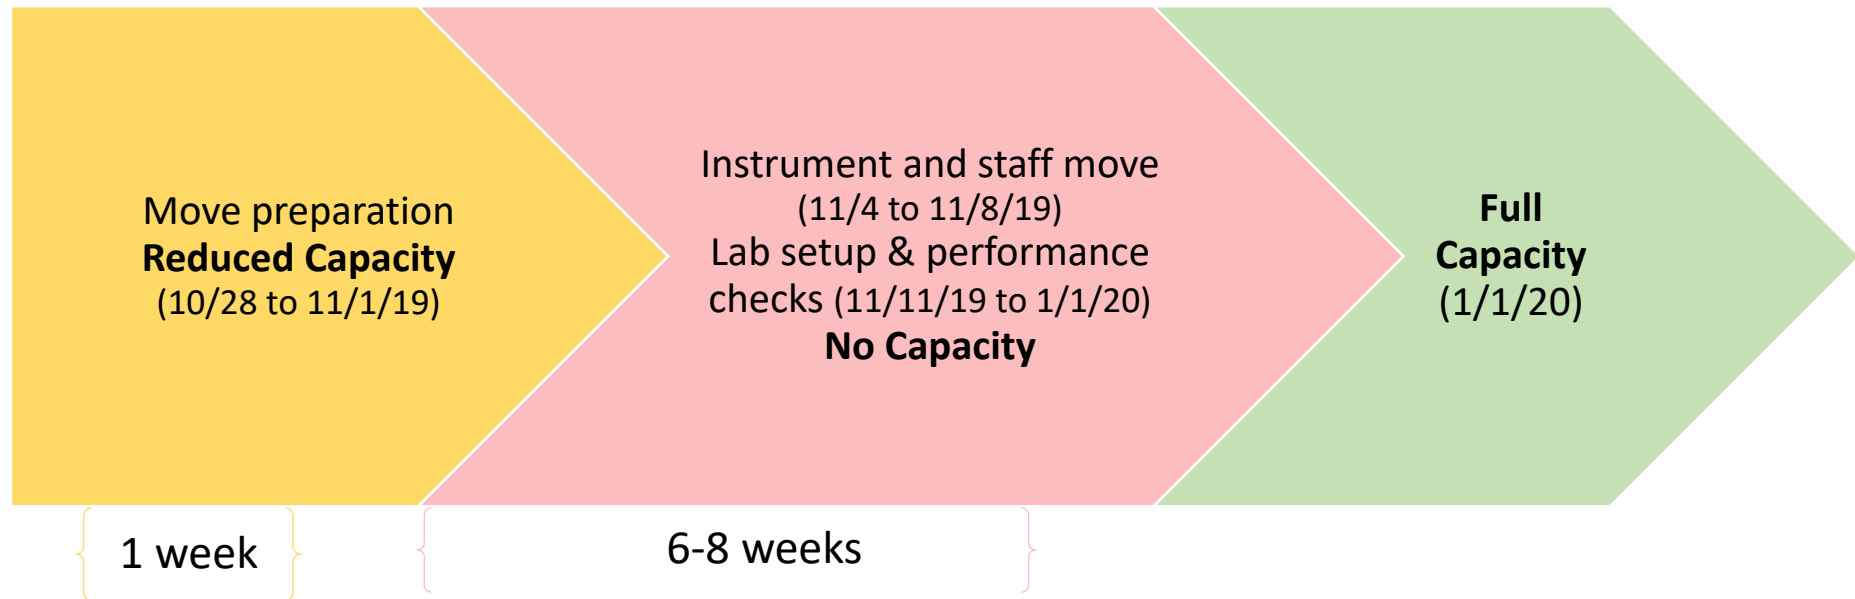 Move preparation
Reduced Capacity
(10/28 to 11/1/19)
Instrument and staff move
(11/4 to 11/8/19)
Lab setup & performance
checks (11/11/19 to 1/1/20)
No Capacity
Full
Capacity
(1/1/20)
1 week
6-8 weeks